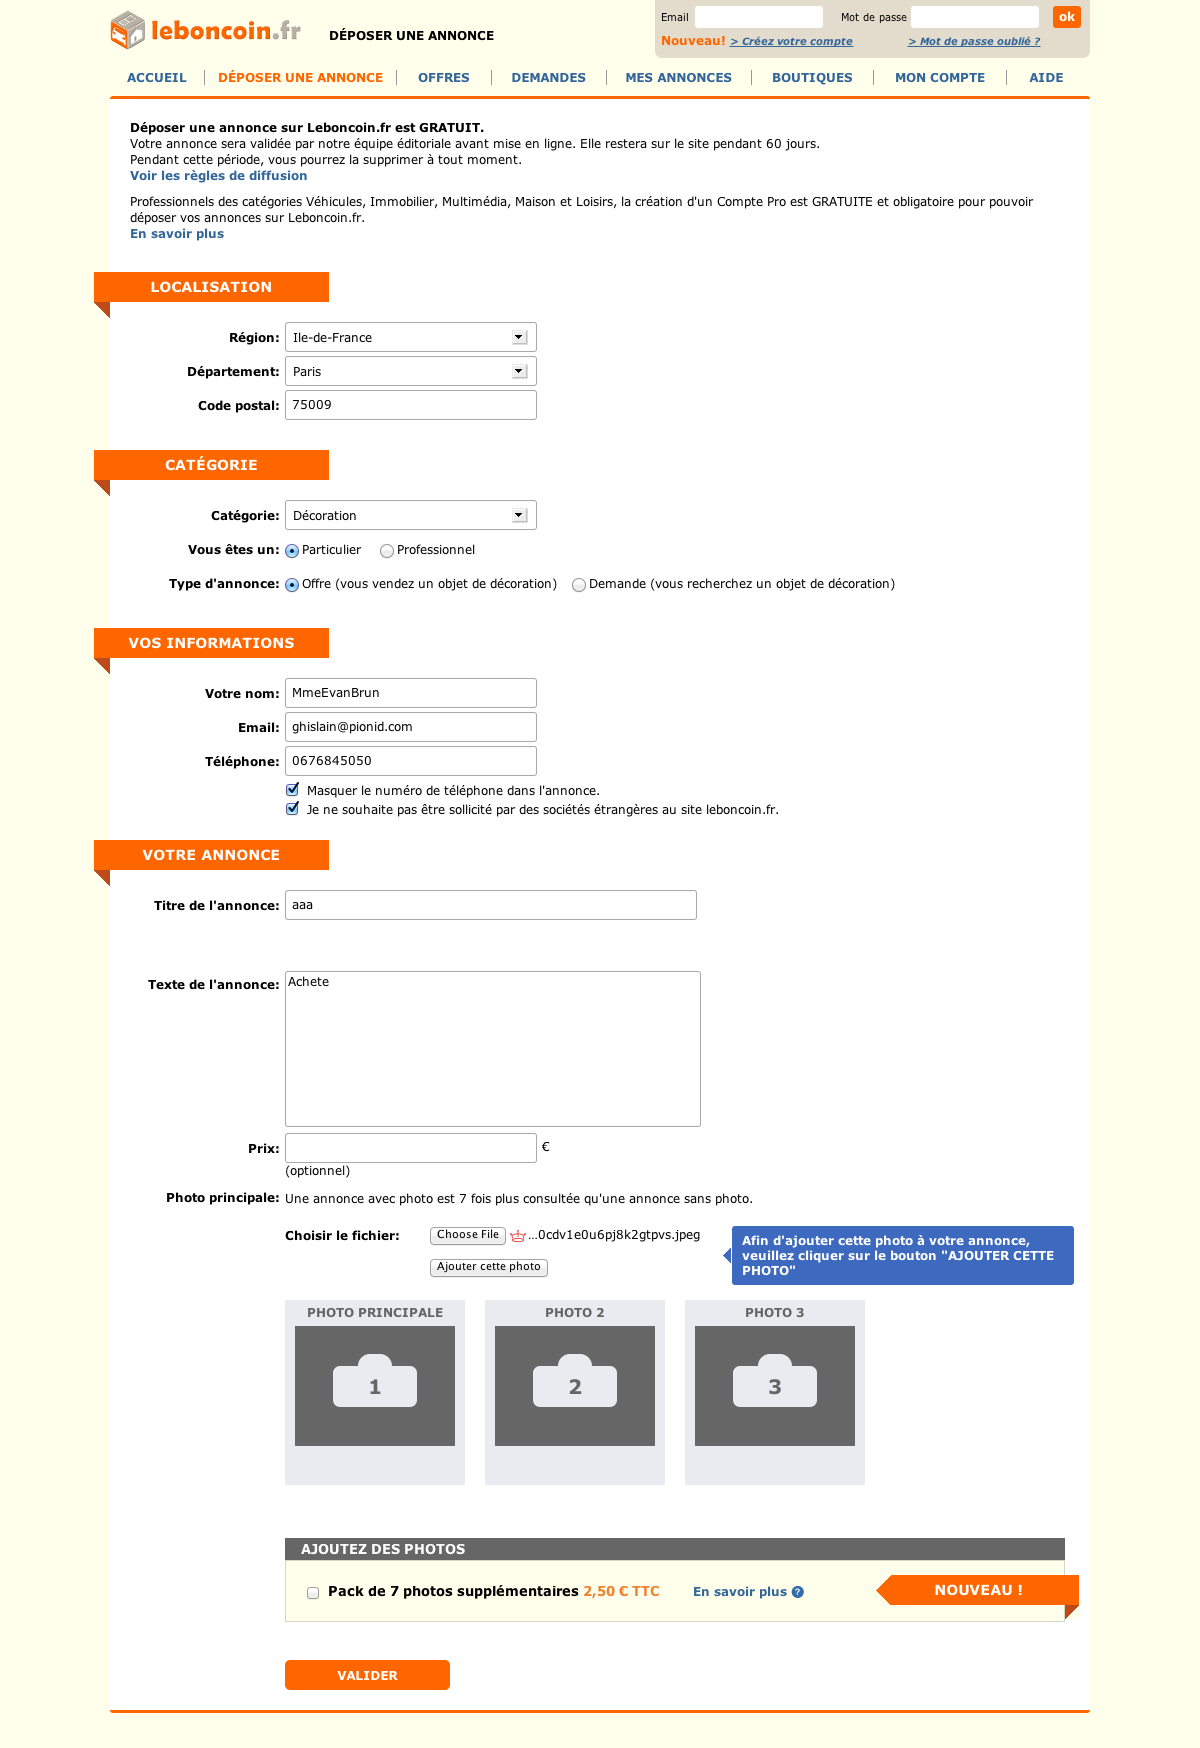 leboncoin.fr
DÉPOSER UNE ANNONCE
Email
Mot de passe
ok
Nouveau! > Créez votre compte
> Mot de passe oublié ?
ACCUEIL
DÉPOSER UNE ANNONCE
OFFRES
DEMANDES
MES ANNONCES
BOUTIQUES
MON COMPTE
AIDE
Déposer une annonce sur Leboncoin.fr est GRATUIT.
Votre annonce sera validée par notre équipe éditoriale avant mise en ligne. Elle restera sur le site pendant 60 jours.
Pendant cette période, vous pourrez la supprimer à tout moment.
Voir les règles de diffusion
Professionnels des catégories Véhicules, Immobilier, Multimédia, Maison et Loisirs, la création d'un Compte Pro est GRATUITE et obligatoire pour pouvoir
déposer vos annonces sur Leboncoin.fr.
En savoir plus
LOCALISATION
Région: Ile-de-France
Département: Paris
Code postal: 75009
CATÉGORIE
Catégorie: Décoration
Vous êtes un: Particulier Professionnel
Type d'annonce: Offre (vous vendez un objet de décoration) Demande (vous recherchez un objet de décoration)
VOS INFORMATIONS
Votre nom: MmeEvanBrun
Email: ghislain@pionid.com
Téléphone: 0676845050
Masquer le numéro de téléphone dans l'annonce.
Je ne souhaite pas être sollicité par des sociétés étrangères au site leboncoin.fr.
VOTRE ANNONCE
Titre de l'annonce: aaa
Texte de l'annonce: Achete
Prix: €
(optionnel)
Photo principale: Une annonce avec photo est 7 fois plus consultée qu'une annonce sans photo.
Choisir le fichier: Choose File ...0cdv1e0u6pj8k2gtpvs.jpeg
Ajouter cette photo
Afin d'ajouter cette photo à votre annonce,
veuillez cliquer sur le bouton "AJOUTER CETTE
PHOTO"
PHOTO PRINCIPALE
PHOTO 2
PHOTO 3
1
2
3
AJOUTEZ DES PHOTOS
Pack de 7 photos supplémentaires 2,50 € TTC En savoir plus ?
NOUVEAU !
VALIDER